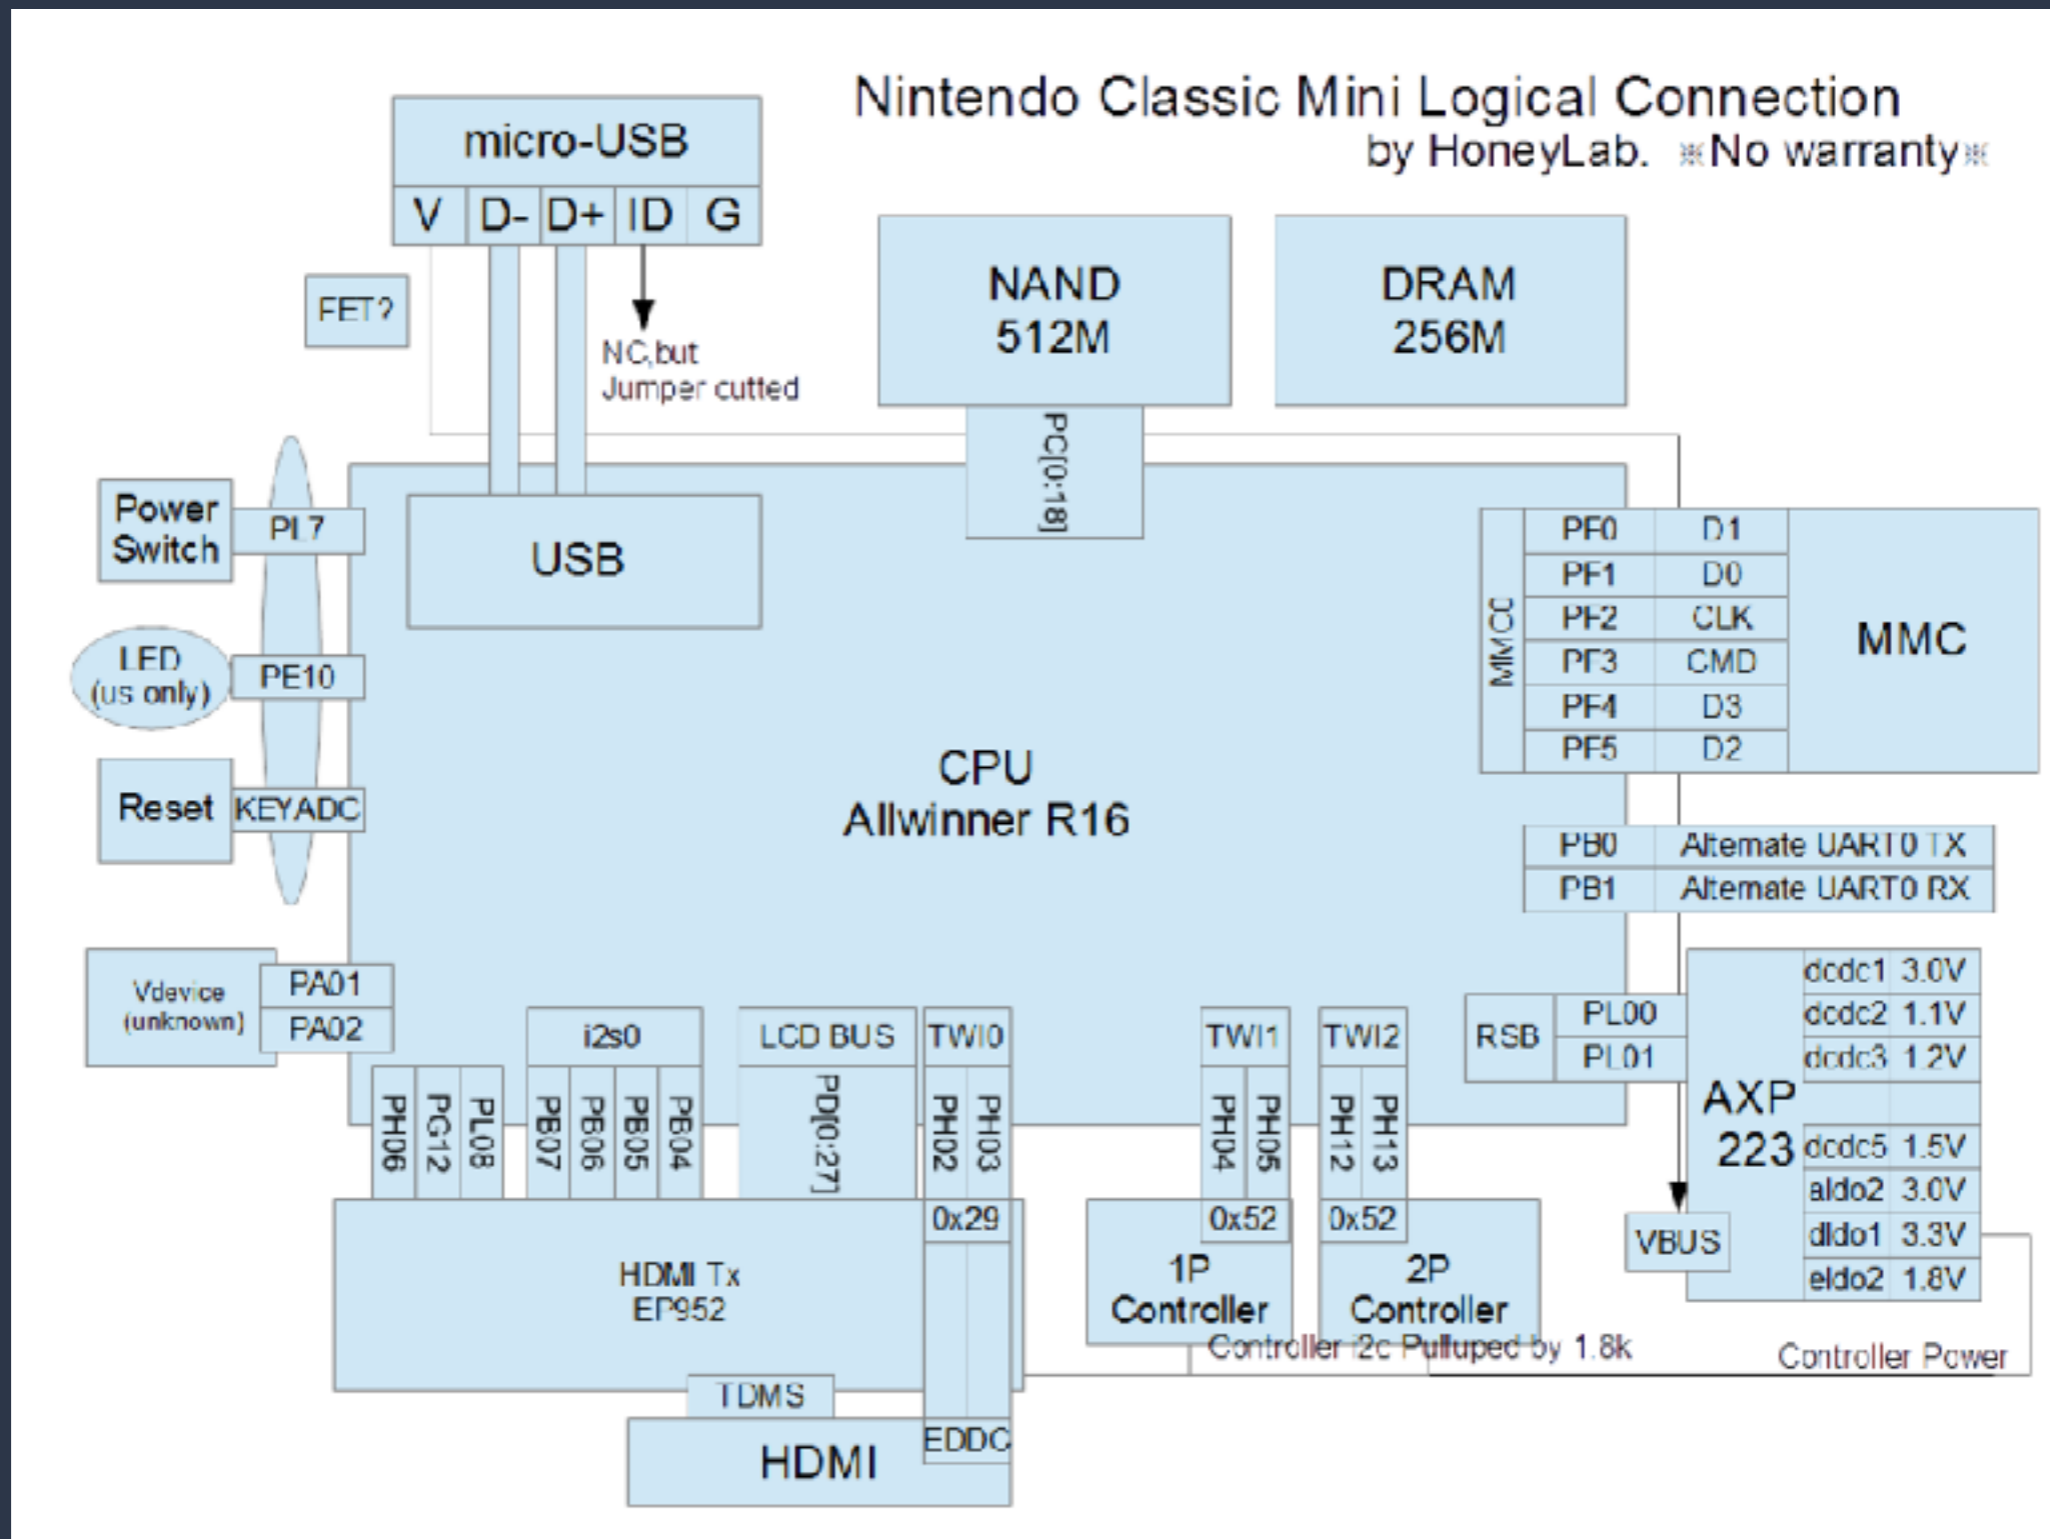 Nintendo Classic Mini Logical Connection
by HoneyLab. ※No warranty※
micro-USB
V D- D+ ID G
FET?
NC,but
Jumper cutted
NAND
512M
DRAM
256M
PC[0:18]
Power
Switch
PL7
USB
LED
(us only)
PE10
Reset
KEYADC
CPU
Allwinner R16
MMC0
PF0 D1
PF1 D0
PF2 CLK
PF3 CMD
PF4 D3
PF5 D2
MMC
PB0 Alternate UART0 TX
PB1 Alternate UART0 RX
Vdevice
(unknown)
PA01
PA02
i2s0
LCD BUS
TWI0
TWI1
TWI2
RSB
PL00
PL01
AXP
223
dcdc1 3.0V
dcdc2 1.1V
dcdc3 1.2V
dcdc5 1.5V
aldo2 3.0V
dldo1 3.3V
eldo2 1.8V
PH06
PG12
PL08
PB07
PB06
PB05
PB04
PD[0:27]
PH02
PH03
PH04
PH05
PH12
PH13
0x29
0x52
0x52
VBUS
HDMI Tx
EP952
1P
Controller
2P
Controller
Controller i2c Pulluped by 1.8k
Controller Power
TDMS
EDDC
HDMI